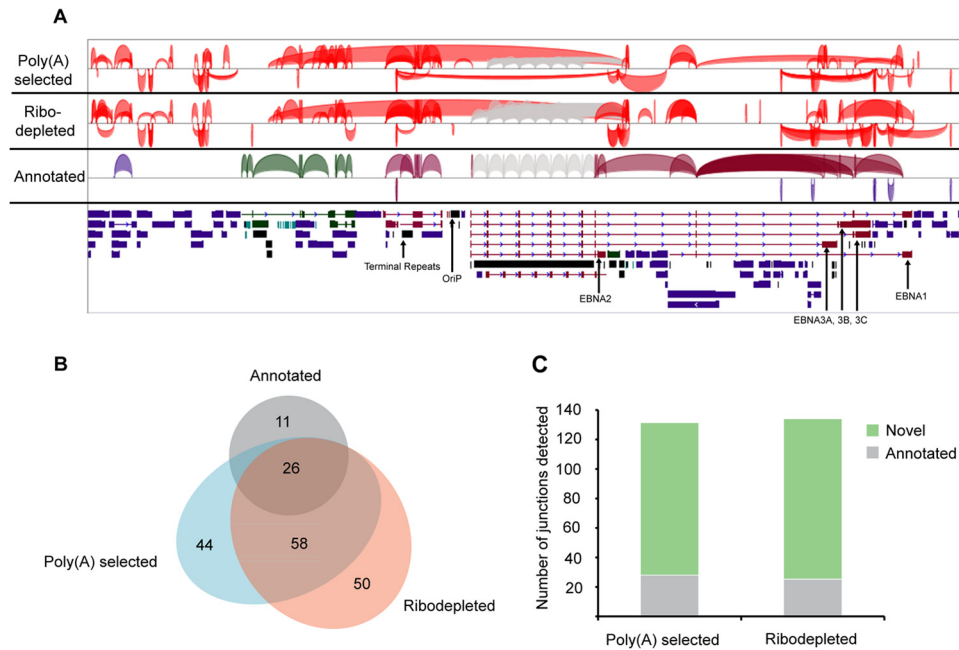 A
Poly(A)
selected
Ribo-
depleted
Annotated
Terminal Repeats
OriP
EBNA2
EBNA3A, 3B, 3C
EBNA1
B
Annotated
11
26
44
58
50
Poly(A) selected
Ribodepleted
C
Number of junctions detected
140
120
100
80
60
40
20
Poly(A) selected
Ribodepleted
Novel
Annotated